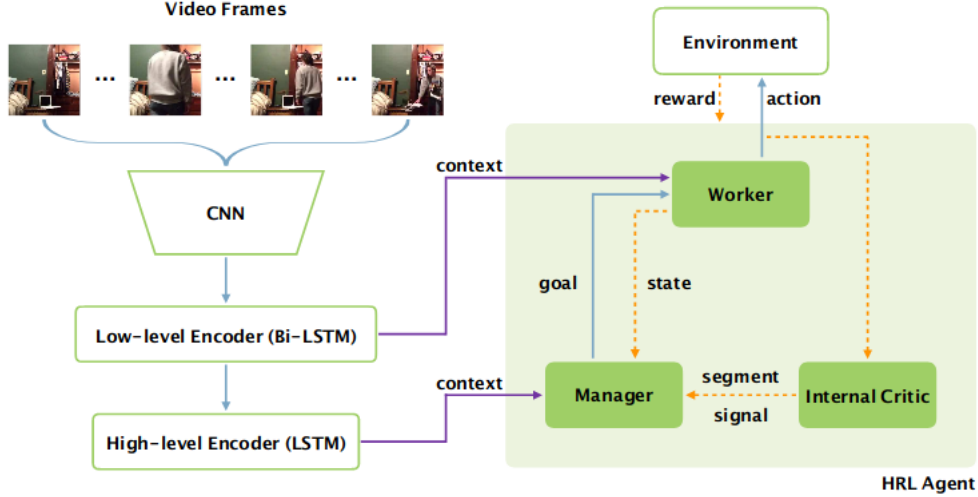 Video Frames
... ... ...
CNN
Low-level Encoder (Bi-LSTM)
High-level Encoder (LSTM)
context
context
Environment
reward
action
Worker
goal
state
Manager
segment
signal
Internal Critic
HRL Agent